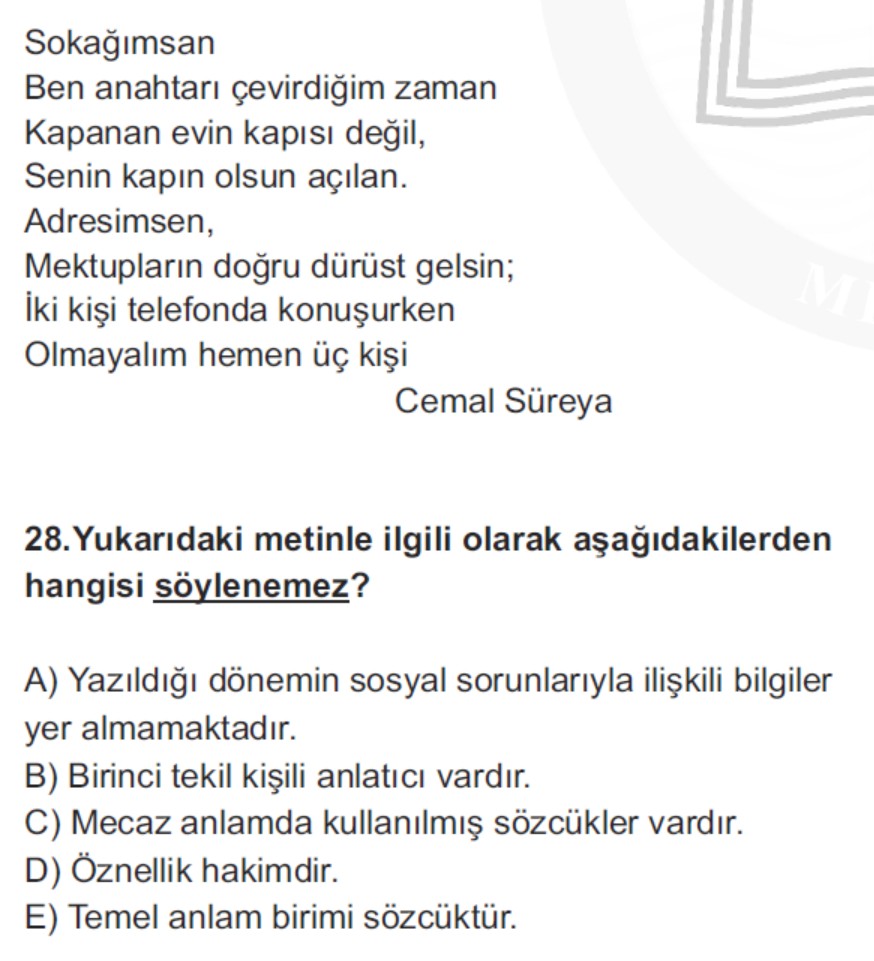 Sokağımsan
Ben anahtarı çevirdiğim zaman
Kapanan evin kapısı değil,
Senin kapın olsun açılan.
Adresimsen,
Mektupların doğru dürüst gelsin;
İki kişi telefonda konuşurken
Olmayalım hemen üç kişi
Cemal Süreya
28.Yukarıdaki metinle ilgili olarak aşağıdakilerden
hangisi söylenemez?
A) Yazıldığı dönemin sosyal sorunlarıyla ilişkili bilgiler
yer almamaktadır.
B) Birinci tekil kişili anlatıcı vardır.
C) Mecaz anlamda kullanılmış sözcükler vardır.
D) Öznellik hakimdir.
E) Temel anlam birimi sözcüktür.